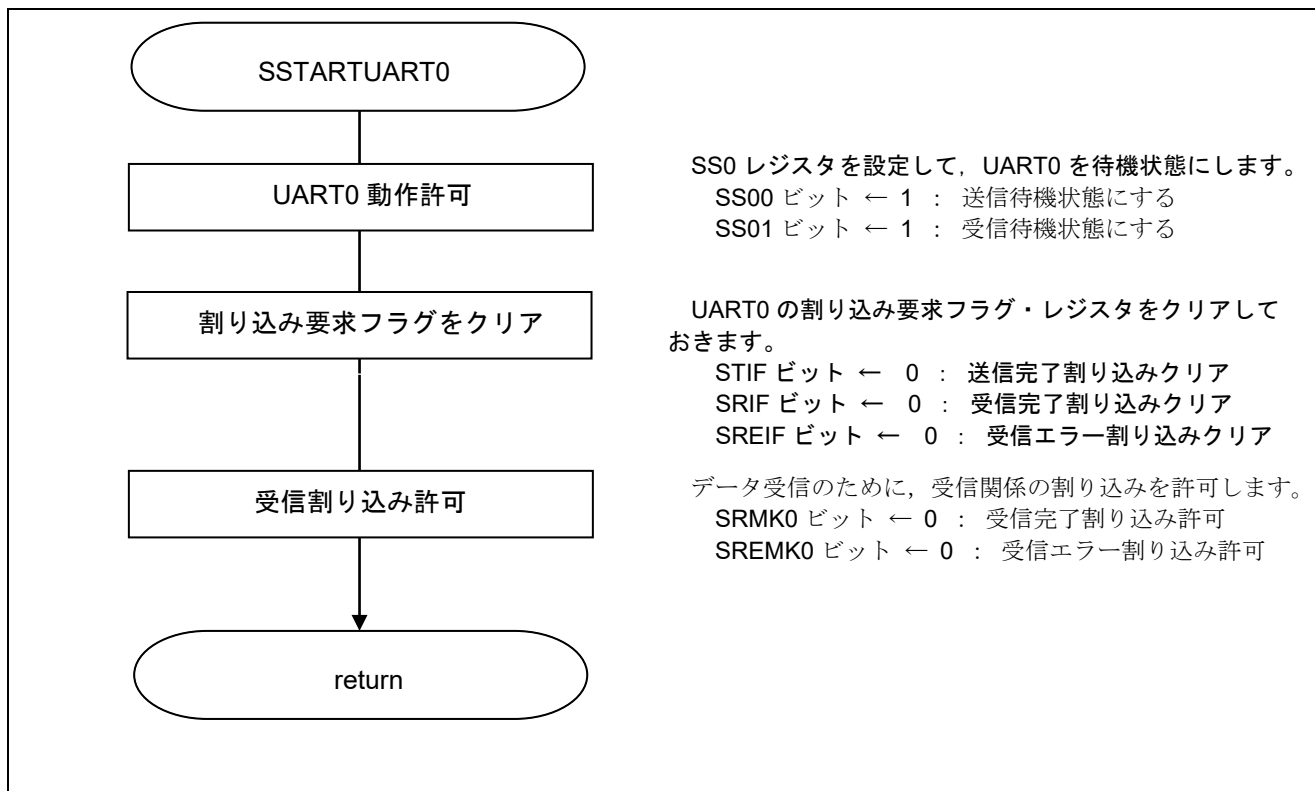 SSTARTUART0
UART0 動作許可
SS0 レジスタを設定して，UART0 を待機状態にします。
SS00 ビット ← 1 ： 送信待機状態にする
SS01 ビット ← 1 ： 受信待機状態にする
割り込み要求フラグをクリア
UART0 の割り込み要求フラグ・レジスタをクリアして
おきます。
STIF ビット ← 0 ： 送信完了割り込みクリア
SRIF ビット ← 0 ： 受信完了割り込みクリア
SREIF ビット ← 0 ： 受信エラー割り込みクリア
受信割り込み許可
データ受信のために，受信関係の割り込みを許可します。
SRMK0 ビット ← 0 ： 受信完了割り込み許可
SREMK0 ビット ← 0 ： 受信エラー割り込み許可
return